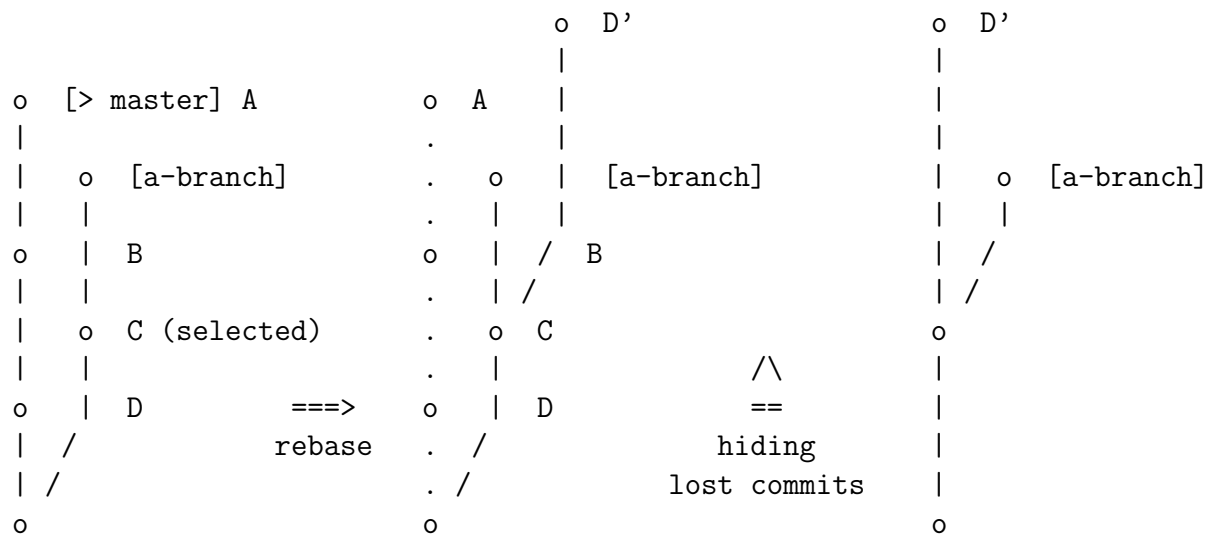 o  D'                o  D'
                                  |                    |
o  [> master] A           o  A    |                    |
|                         .       |                    |
|   o  [a-branch]         .   o   |  [a-branch]        |   o  [a-branch]
|   |                     .   |   |                    |   |
o   |  B                  o   |  /  B                  |  /
|   |                     .   | /                      | /
|   o  C (selected)       .   o  C                     o
|   |                     .   |               /\       |
o   |  D         ===>     o   |  D            ==       |
|  /            rebase    .  /              hiding     |
| /                       . /            lost commits  |
o                         o                            o